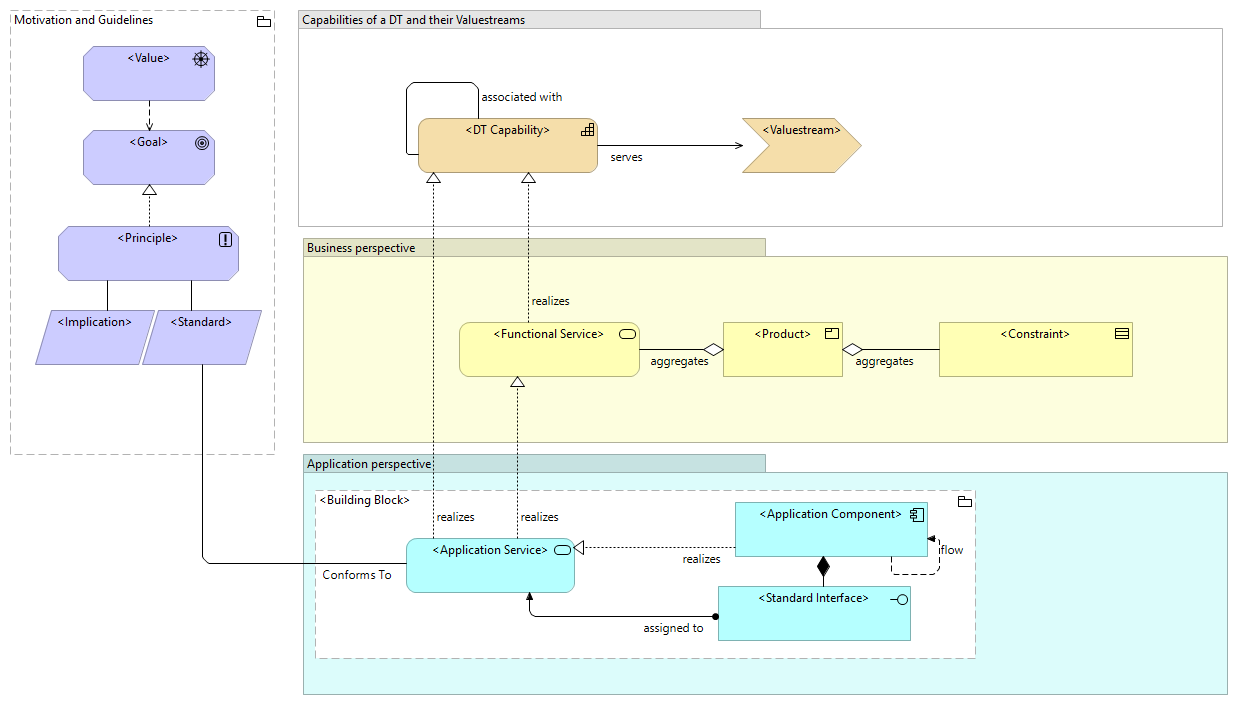 Motivation and Guidelines
<Value>
<Goal>
<Principle>
<Implication>
<Standard>
Capabilities of a DT and their Valuestreams
associated with
<DT Capability>
serves
<Valuestream>
Business perspective
realizes
<Functional Service>
aggregates
<Product>
aggregates
<Constraint>
Application perspective
<Building Block>
realizes
realizes
<Application Service>
Conforms To
realizes
<Application Component>
flow
<Standard Interface>
assigned to